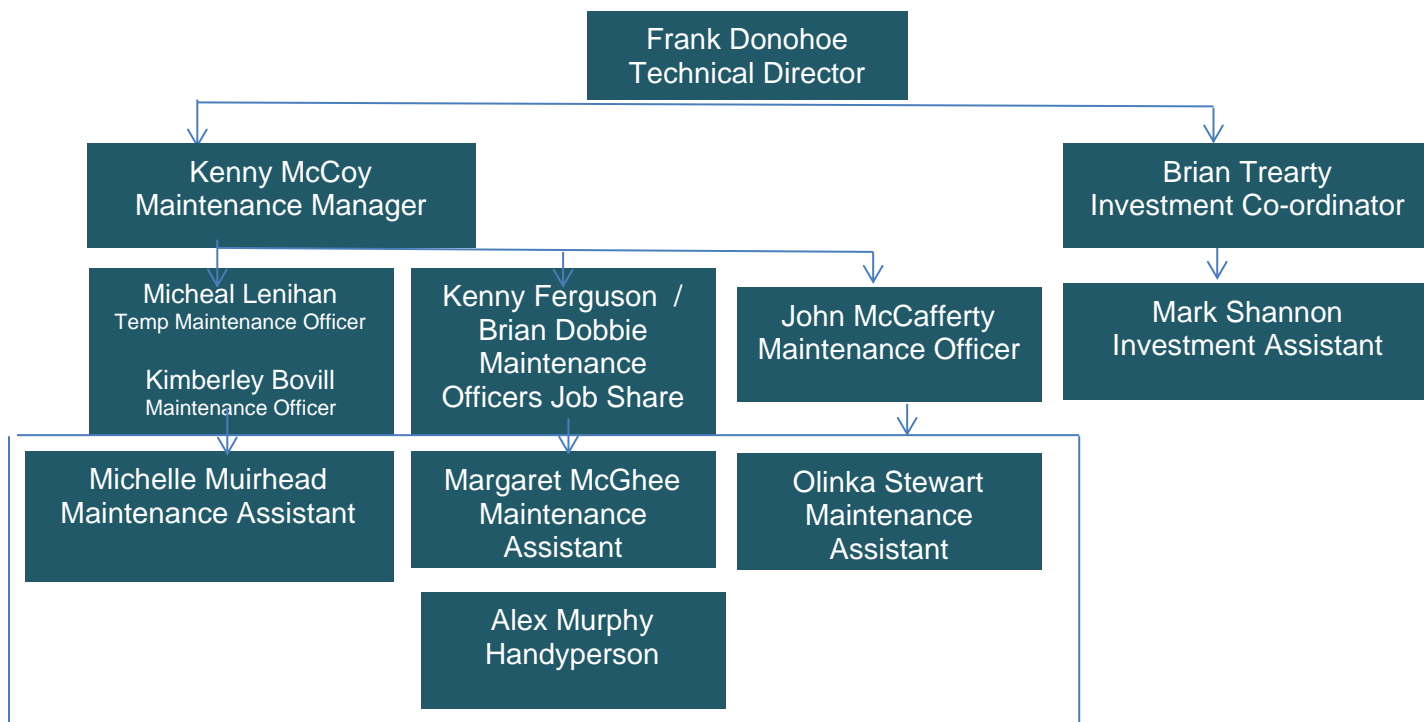 Frank Donohoe
Technical Director
Kenny McCoy
Maintenance Manager
Brian Trearty
Investment Co-ordinator
Micheal Lenihan
Temp Maintenance Officer
Kimberley Bovill
Maintenance Officer
Kenny Ferguson /
Brian Dobbie
Maintenance
Officers Job Share
John McCafferty
Maintenance Officer
Mark Shannon
Investment Assistant
Michelle Muirhead
Maintenance Assistant
Margaret McGhee
Maintenance
Assistant
Olinka Stewart
Maintenance
Assistant
Alex Murphy
Handyperson